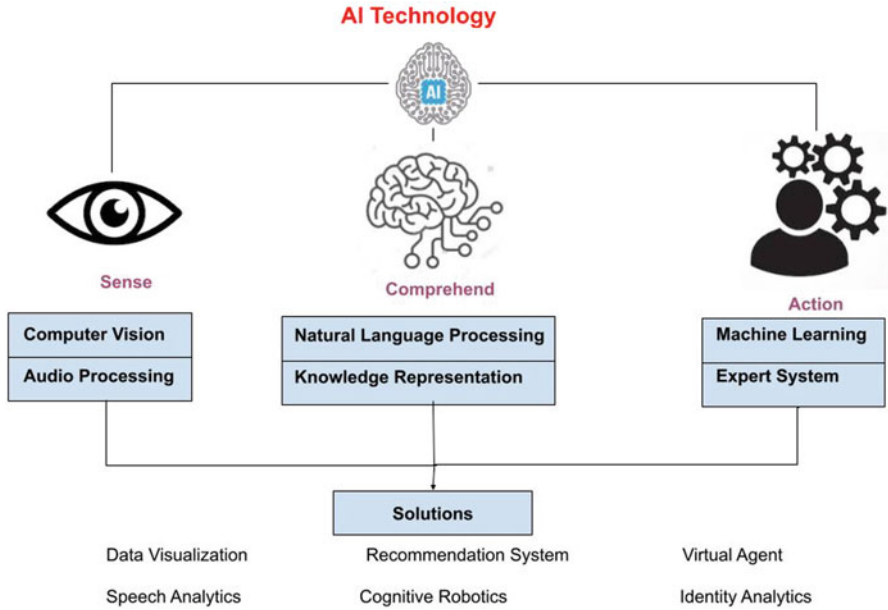 AI Technology
AI
Sense
Comprehend
Action
Computer Vision
Audio Processing
Natural Language Processing
Knowledge Representation
Machine Learning
Expert System
Solutions
Data Visualization
Recommendation System
Virtual Agent
Speech Analytics
Cognitive Robotics
Identity Analytics